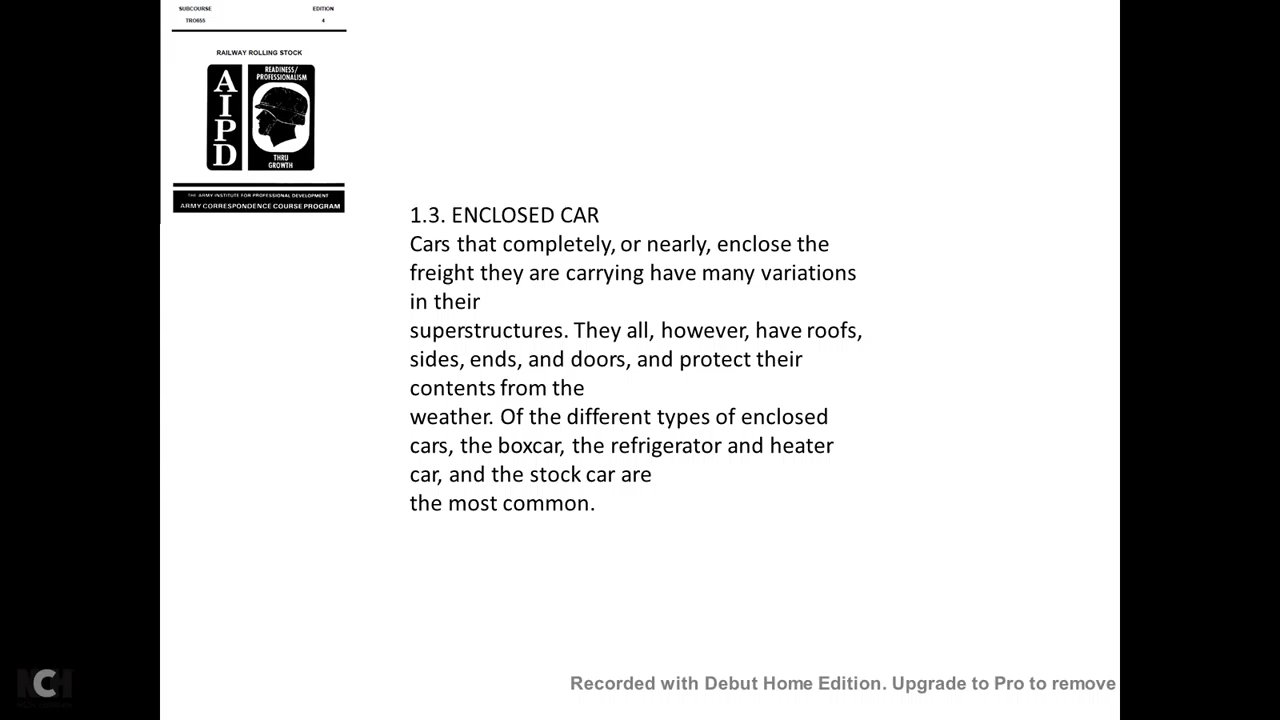 SUBCOURSE EDITION
TRO655 4
RAILWAY ROLLING STOCK
AIPD
READINESS/
PROFESSIONALISM
THRU
GROWTH
THE ARMY INSTITUTE FOR PROFESSIONAL DEVELOPMENT
ARMY CORRESPONDENCE COURSE PROGRAM
1.3. ENCLOSED CAR
Cars that completely, or nearly, enclose the
freight they are carrying have many variations
in their
superstructures. They all, however, have roofs,
sides, ends, and doors, and protect their
contents from the
weather. Of the different types of enclosed
cars, the boxcar, the refrigerator and heater
car, and the stock car are
the most common.
Recorded with Debut Home Edition. Upgrade to Pro to remove